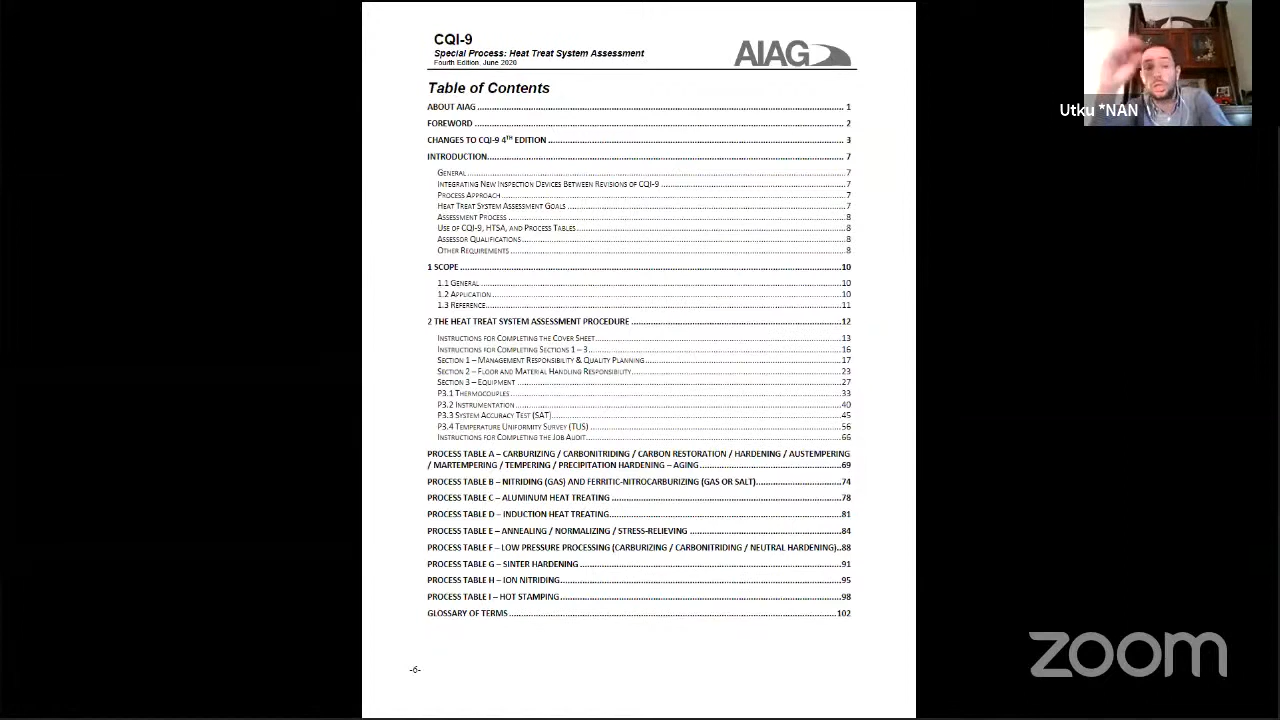 CQI-9
Special Process: Heat Treat System Assessment
Fourth Edition, June 2020
AIAG
Table of Contents
ABOUT AIAG 1
FOREWORD 2
CHANGES TO CQI-9 4TH EDITION 3
INTRODUCTION 7
GENERAL 7
INTEGRATING NEW INSPECTION DEVICES BETWEEN REVISIONS OF CQI-9 7
PROCESS APPROACH 7
HEAT TREAT SYSTEM ASSESSMENT GOALS 7
ASSESSMENT PROCESS 8
USE OF CQI-9, HTSA, AND PROCESS TABLES 8
ASSESSOR QUALIFICATIONS 8
OTHER REQUIREMENTS 8
1 SCOPE 10
1.1 GENERAL 10
1.2 APPLICATION 10
1.3 REFERENCE 11
2 THE HEAT TREAT SYSTEM ASSESSMENT PROCEDURE 12
INSTRUCTIONS FOR COMPLETING THE COVER SHEET 13
INSTRUCTIONS FOR COMPLETING SECTIONS 1 – 3 16
SECTION 1 – MANAGEMENT RESPONSIBILITY & QUALITY PLANNING 17
SECTION 2 – FLOOR AND MATERIAL HANDLING RESPONSIBILITY 23
SECTION 3 – EQUIPMENT 27
P3.1 THERMOCOUPLES 33
P3.2 INSTRUMENTATION 40
P3.3 SYSTEM ACCURACY TEST (SAT) 45
P3.4 TEMPERATURE UNIFORMITY SURVEY (TUS) 56
INSTRUCTIONS FOR COMPLETING THE JOB AUDIT 66
PROCESS TABLE A – CARBURIZING / CARBONITRIDING / CARBON RESTORATION / HARDENING / AUSTEMPERING
/ MARTEMPERING / TEMPERING / PRECIPITATION HARDENING – AGING 69
PROCESS TABLE B – NITRIDING (GAS) AND FERRITIC-NITROCARBURIZING (GAS OR SALT) 74
PROCESS TABLE C – ALUMINUM HEAT TREATING 78
PROCESS TABLE D – INDUCTION HEAT TREATING 81
PROCESS TABLE E – ANNEALING / NORMALIZING / STRESS-RELIEVING 84
PROCESS TABLE F – LOW PRESSURE PROCESSING (CARBURIZING / CARBONITRIDING / NEUTRAL HARDENING) 88
PROCESS TABLE G – SINTER HARDENING 91
PROCESS TABLE H – ION NITRIDING 95
PROCESS TABLE I – HOT STAMPING 98
GLOSSARY OF TERMS 102
-6-
Utku *NAN
zoom